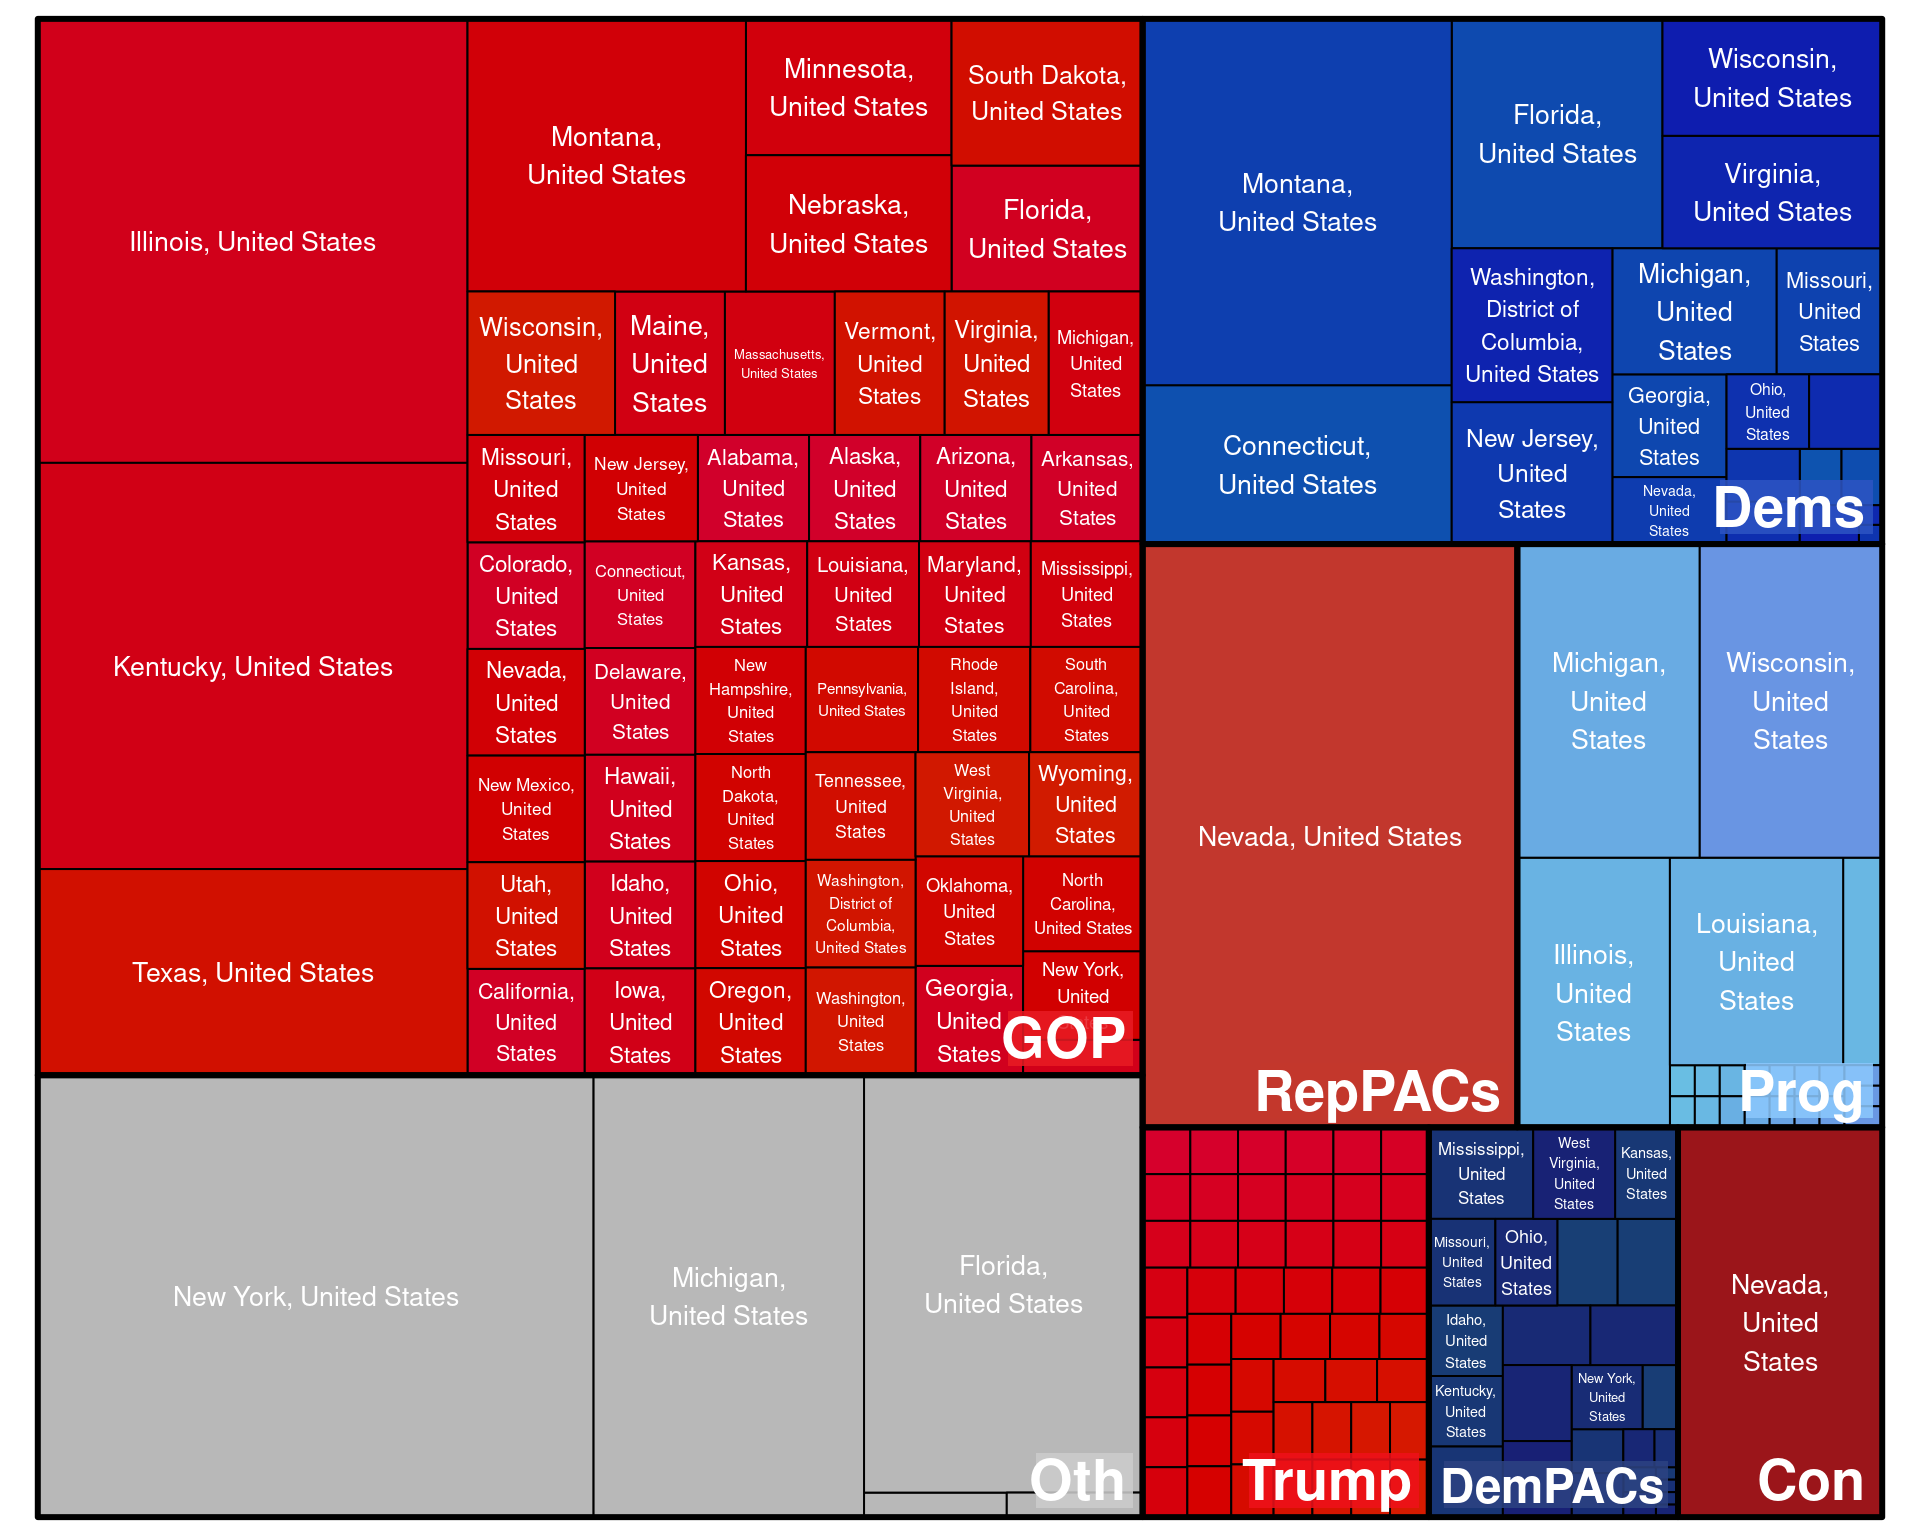 Illinois, United States
Kentucky, United States
Texas, United States
Montana,
United States
Minnesota,
United States
South Dakota,
United States
Nebraska,
United States
Florida,
United States
Wisconsin,
United
States
Maine,
United
States
Massachusetts,
United States
Vermont,
United
States
Virginia,
United
States
Michigan,
United
States
Missouri,
United
States
New Jersey,
United
States
Alabama,
United
States
Alaska,
United
States
Arizona,
United
States
Arkansas,
United
States
Colorado,
United
States
Connecticut,
United
States
Kansas,
United
States
Louisiana,
United
States
Maryland,
United
States
Mississippi,
United
States
Nevada,
United
States
Delaware,
United
States
New
Hampshire,
United
States
Pennsylvania,
United States
Rhode
Island,
United
States
South
Carolina,
United
States
New Mexico,
United
States
Hawaii,
United
States
North
Dakota,
United
States
Tennessee,
United
States
West
Virginia,
United
States
Wyoming,
United
States
Utah,
United
States
Idaho,
United
States
Ohio,
United
States
Washington,
District of
Columbia,
United States
Oklahoma,
United
States
North
Carolina,
United States
California,
United
States
Iowa,
United
States
Oregon,
United
States
Washington,
United
States
Georgia,
United
States
New York,
United
GOP
New York, United States
Michigan,
United States
Florida,
United States
Oth
Montana,
United States
Connecticut,
United States
Florida,
United States
Wisconsin,
United States
Virginia,
United States
Washington,
District of
Columbia,
United States
Michigan,
United
States
Missouri,
United
States
New Jersey,
United
States
Georgia,
United
States
Ohio,
United
States
Nevada,
United
States
Dems
Nevada, United States
RepPACs
Michigan,
United
States
Wisconsin,
United
States
Illinois,
United
States
Louisiana,
United
States
Prog
Trump
Mississippi,
United
States
West
Virginia,
United
States
Kansas,
United
States
Missouri,
United
States
Ohio,
United
States
Idaho,
United
States
Kentucky,
United
States
New York,
United
States
DemPACs
Nevada,
United
States
Con